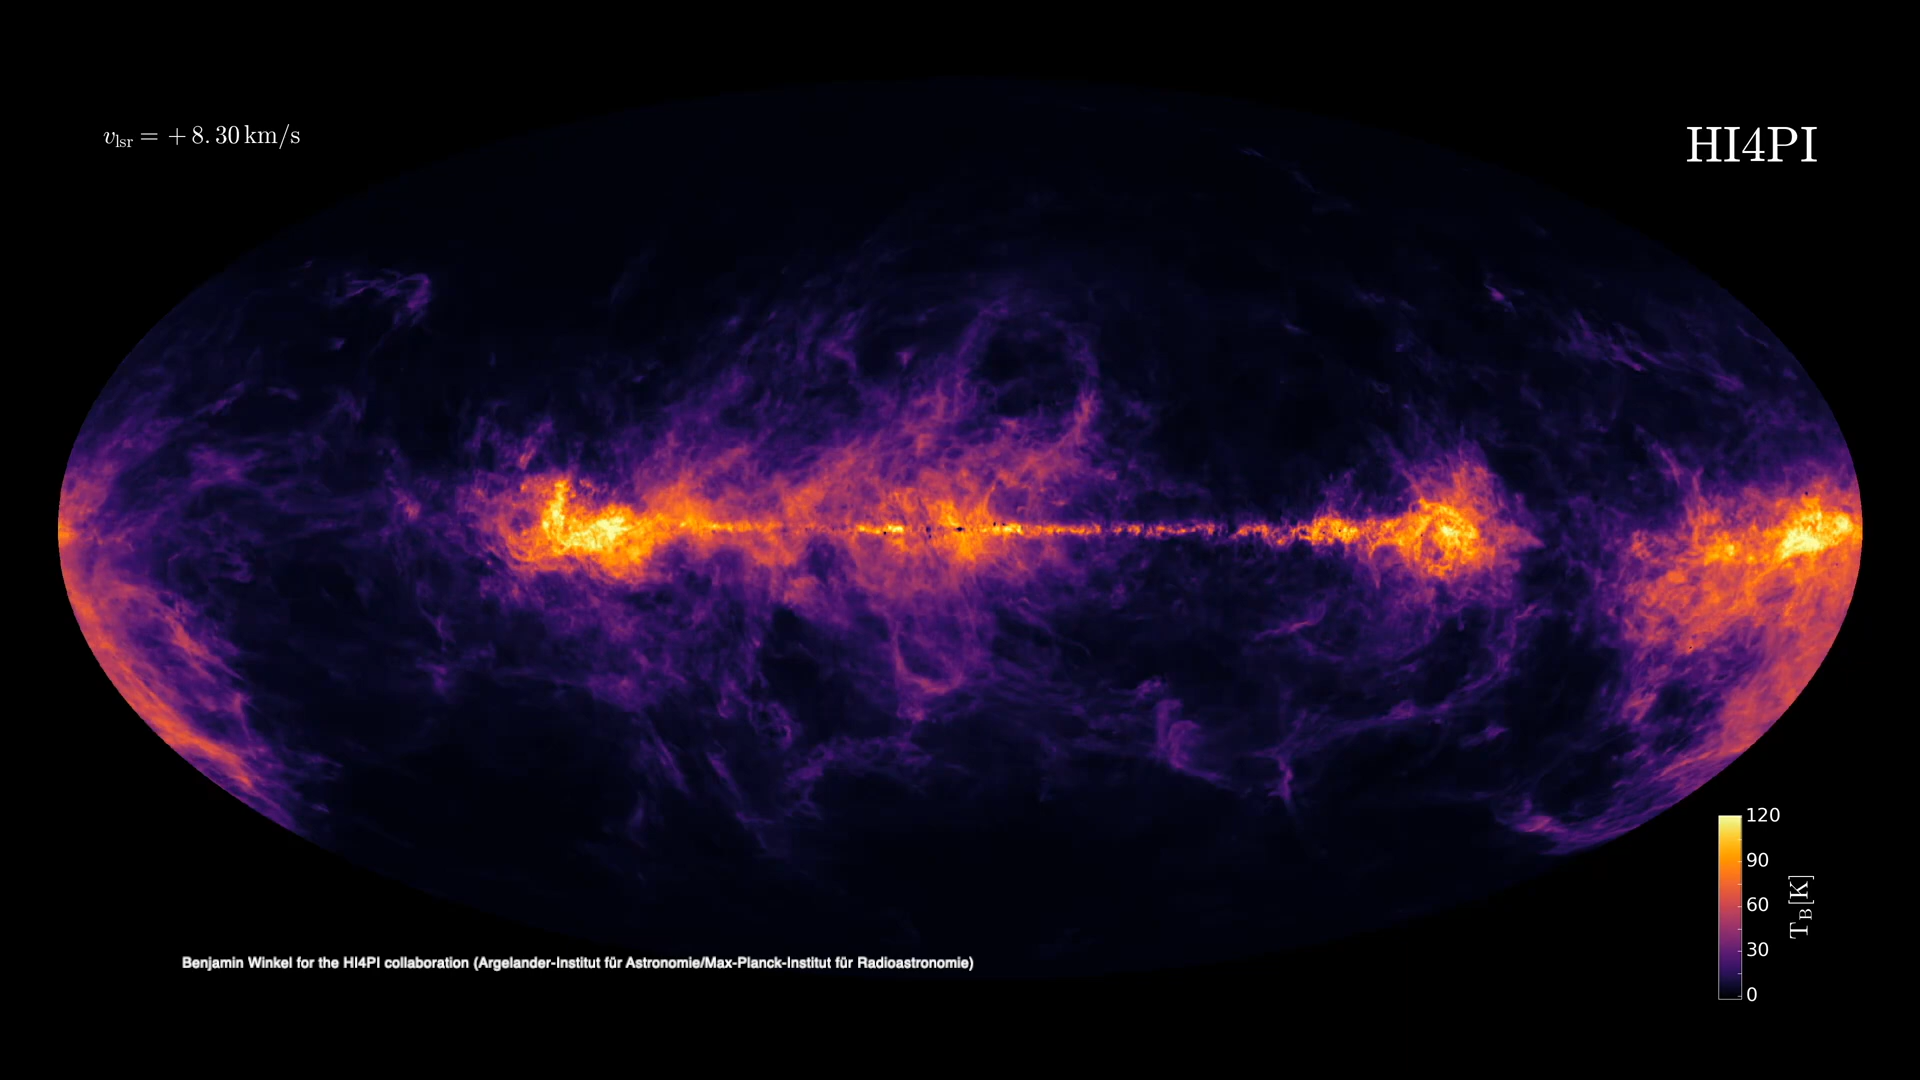 v_lsr = + 8.30 km/s
HI4PI
120
90
60
30
0
T_B [K]
Benjamin Winkel for the HI4PI collaboration (Argelander-Institut für Astronomie/Max-Planck-Institut für Radioastronomie)